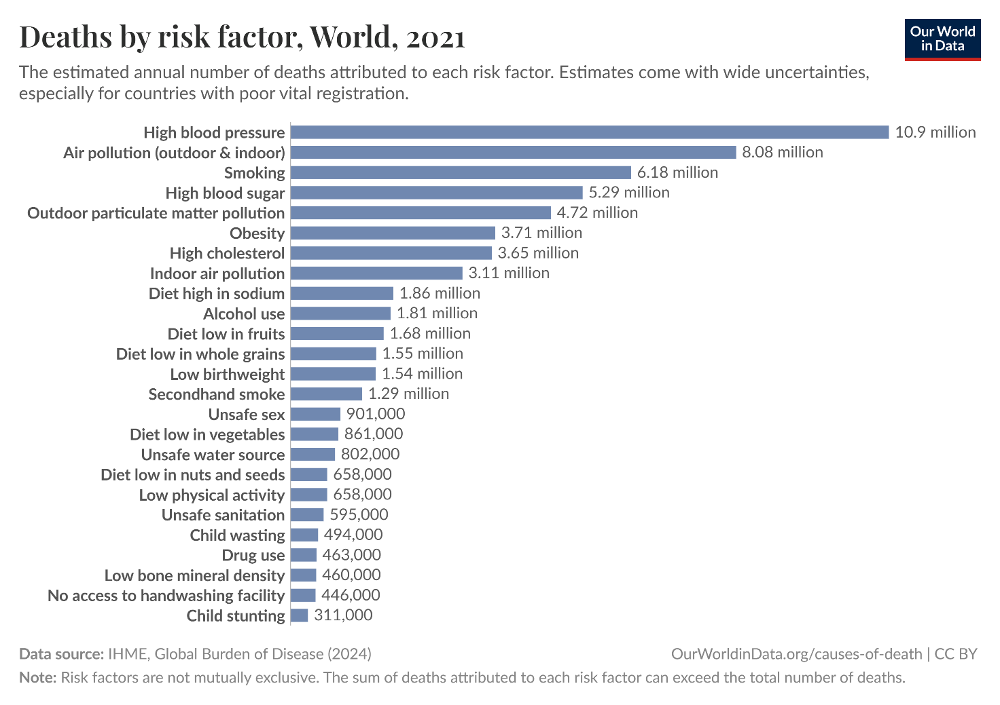 Deaths by risk factor, World, 2021
Our World
in Data
The estimated annual number of deaths attributed to each risk factor. Estimates come with wide uncertainties,
especially for countries with poor vital registration.
High blood pressure 10.9 million
Air pollution (outdoor & indoor) 8.08 million
Smoking 6.18 million
High blood sugar 5.29 million
Outdoor particulate matter pollution 4.72 million
Obesity 3.71 million
High cholesterol 3.65 million
Indoor air pollution 3.11 million
Diet high in sodium 1.86 million
Alcohol use 1.81 million
Diet low in fruits 1.68 million
Diet low in whole grains 1.55 million
Low birthweight 1.54 million
Secondhand smoke 1.29 million
Unsafe sex 901,000
Diet low in vegetables 861,000
Unsafe water source 802,000
Diet low in nuts and seeds 658,000
Low physical activity 658,000
Unsafe sanitation 595,000
Child wasting 494,000
Drug use 463,000
Low bone mineral density 460,000
No access to handwashing facility 446,000
Child stunting 311,000
Data source: IHME, Global Burden of Disease (2024) OurWorldinData.org/causes-of-death | CC BY
Note: Risk factors are not mutually exclusive. The sum of deaths attributed to each risk factor can exceed the total number of deaths.